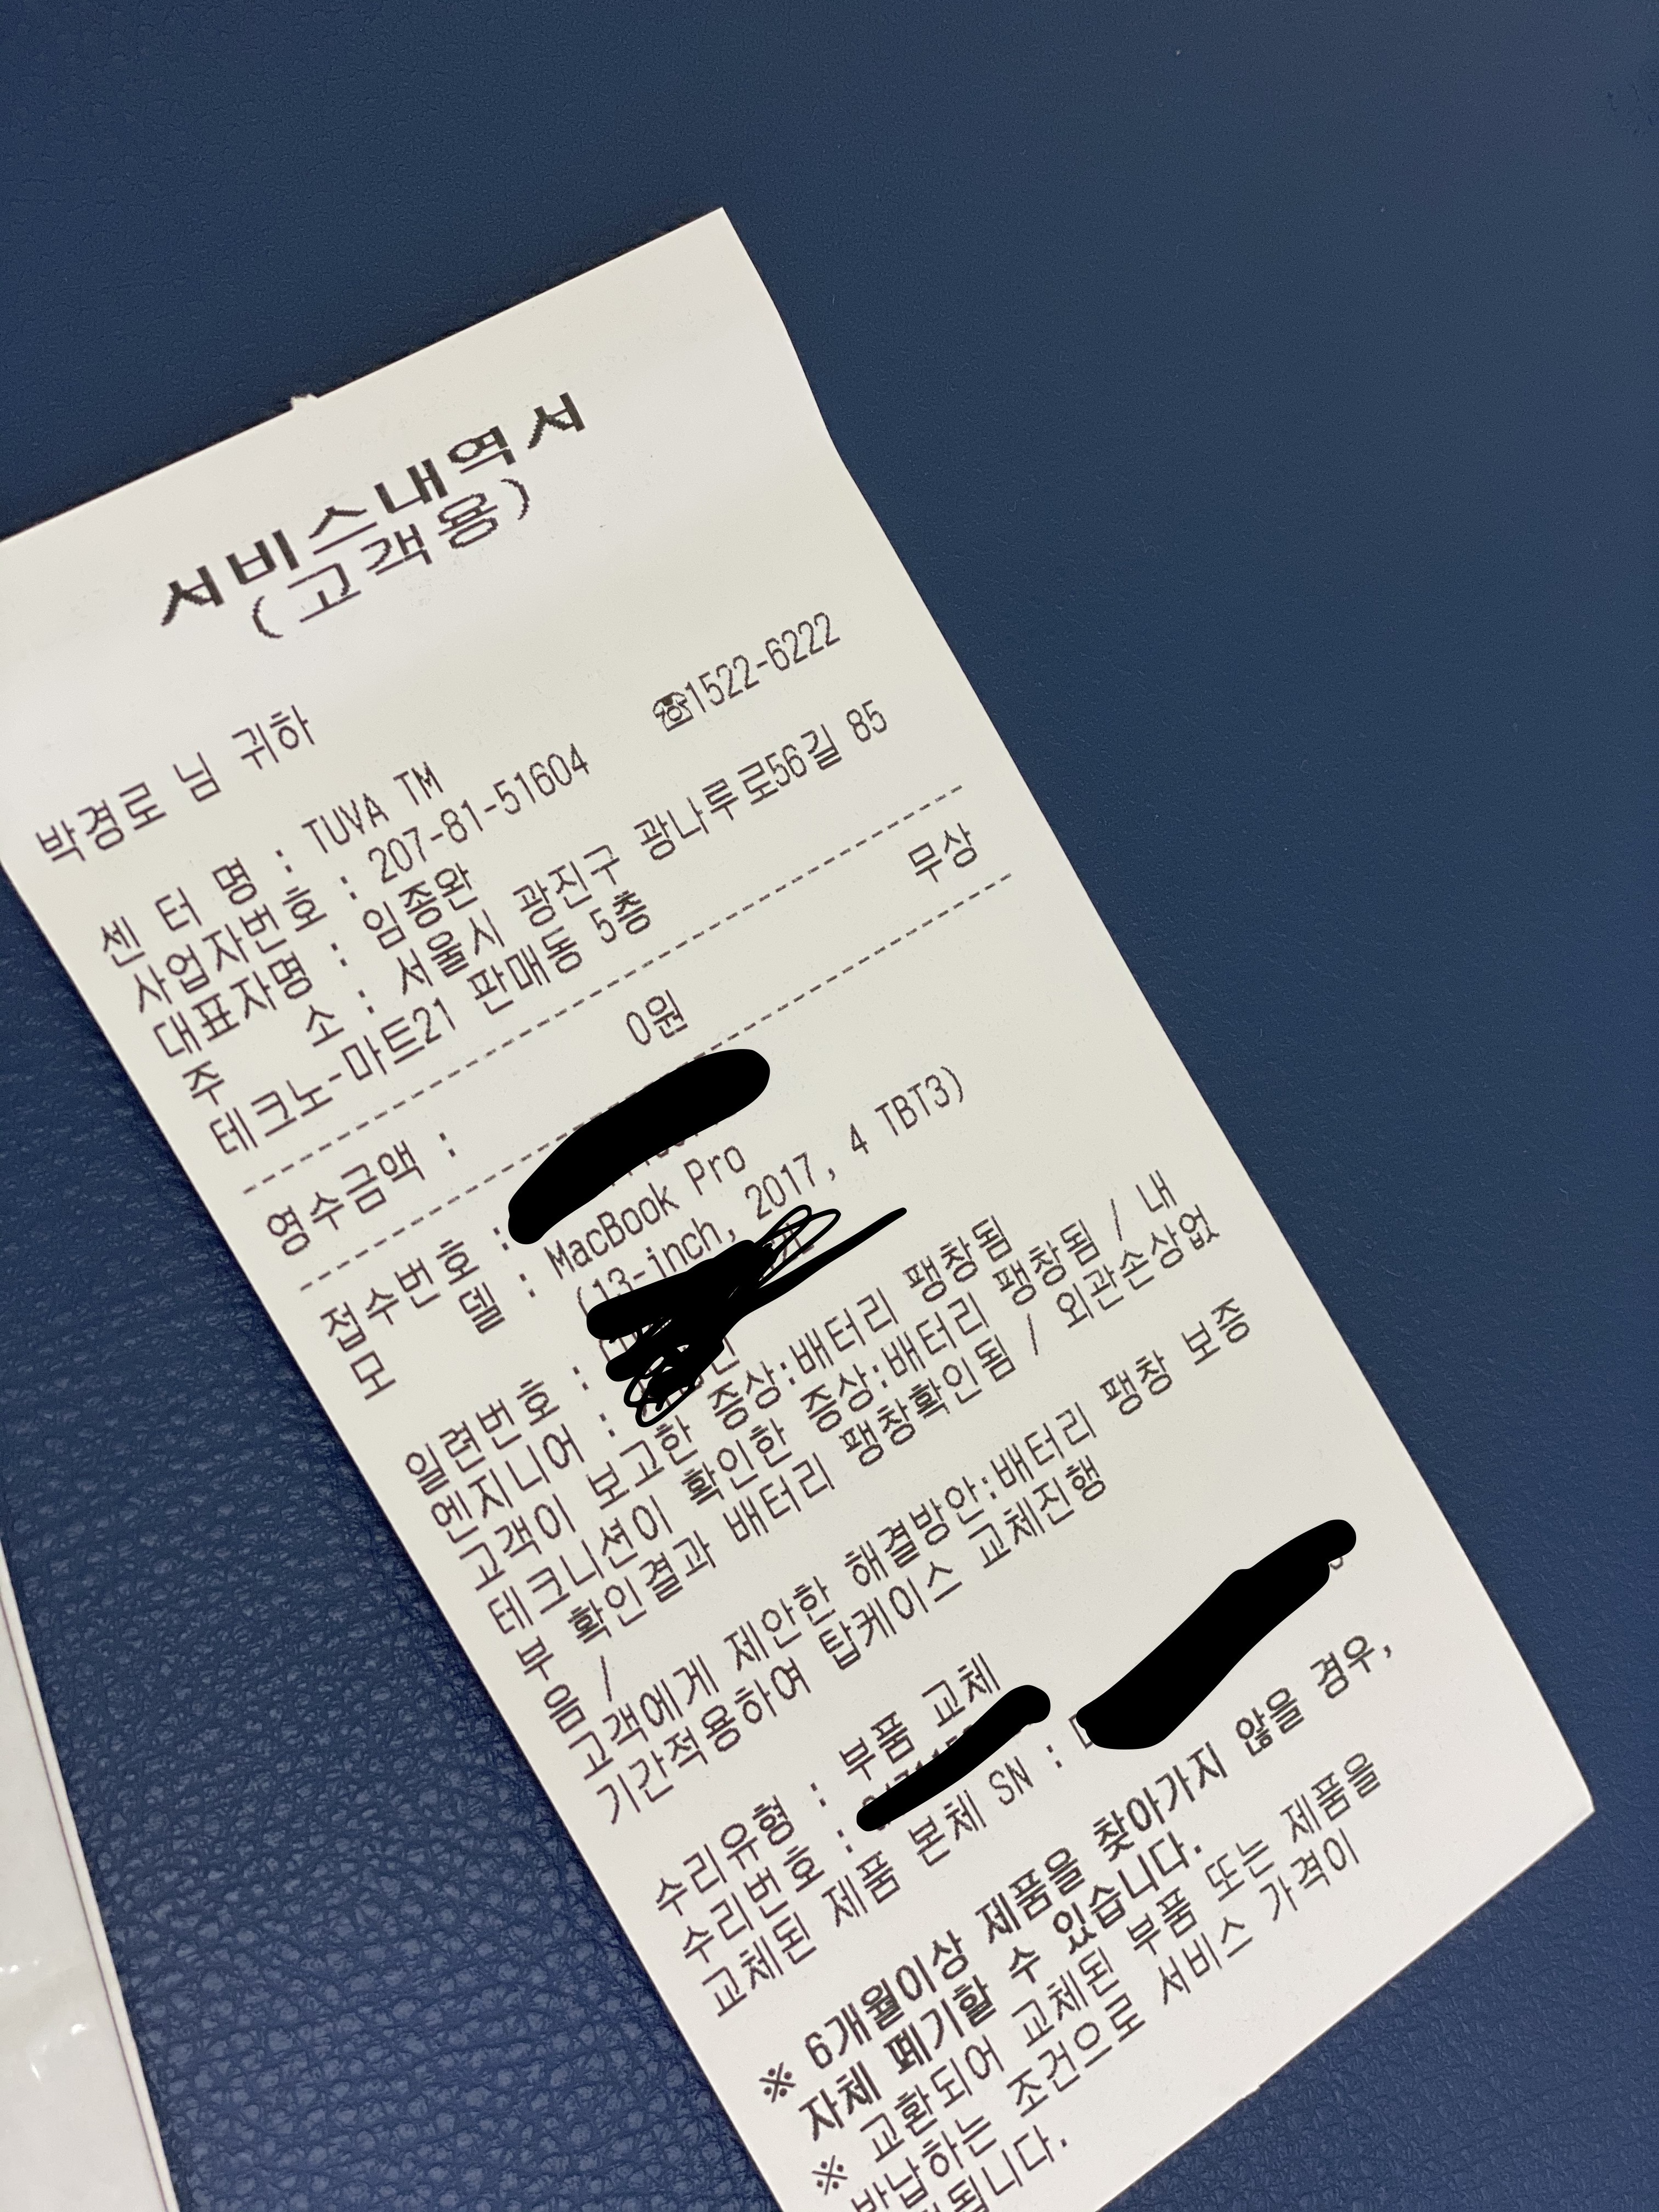 서비스내역서
(고객용)
박경로 님 귀하
센 터 명 : TUVA TM ☎1522-6222
사업자번호 : 207-81-51604
대표자명 : 임종완
주 소 : 서울시 광진구 광나루로56길 85
테크노-마트21 판매동 5층
영수금액 : 0원 무상
접수번호 :
모 델 : MacBook Pro
(13-inch, 2017, 4 TBT3)
일련번호 :
엔지니어 :
고객이 보고한 증상:배터리 팽창됨
테크니션이 확인한 증상:배터리 팽창됨 / 내
부 확인결과 배터리 팽창확인됨 / 외관손상없
음 /
고객에게 제안한 해결방안:배터리 팽창 보증
기간적용하여 탑케이스 교체진행
수리유형 : 부품 교체
수리번호 :
교체된 제품 본체 SN :
※ 6개월이상 제품을 찾아가지 않을 경우,
자체 폐기할 수 있습니다.
※ 교환되어 교체된 부품 또는 제품을
반납하는 조건으로 서비스 가격이
됩니다.